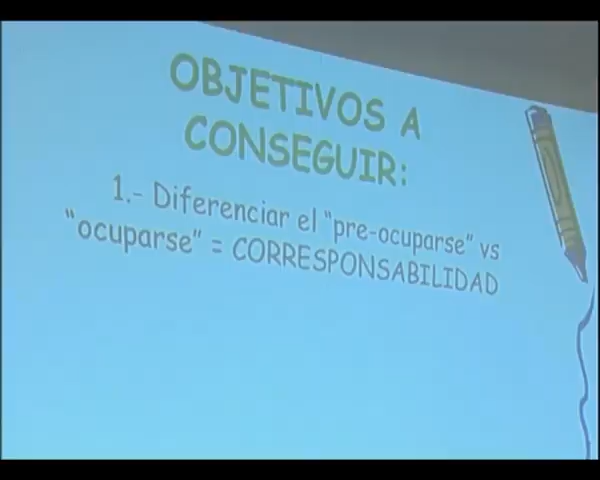 OBJETIVOS A
CONSEGUIR:
1.- Diferenciar el "pre-ocuparse" vs
"ocuparse" = CORRESPONSABILIDAD